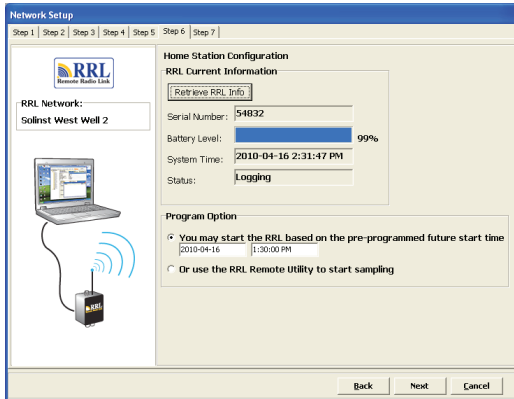 Network Setup
Step 1 Step 2 Step 3 Step 4 Step 5 Step 6 Step 7
RRL
Remote Radio Link
RRL Network:
Solinst West Well 2
RRL
Home Station Configuration
RRL Current Information
Retrieve RRL Info
Serial Number: 54832
Battery Level: 99%
System Time: 2010-04-16 2:31:47 PM
Status: Logging
Program Option
You may start the RRL based on the pre-programmed future start time
2010-04-16 1:30:00 PM
Or use the RRL Remote Utility to start sampling
Back Next Cancel